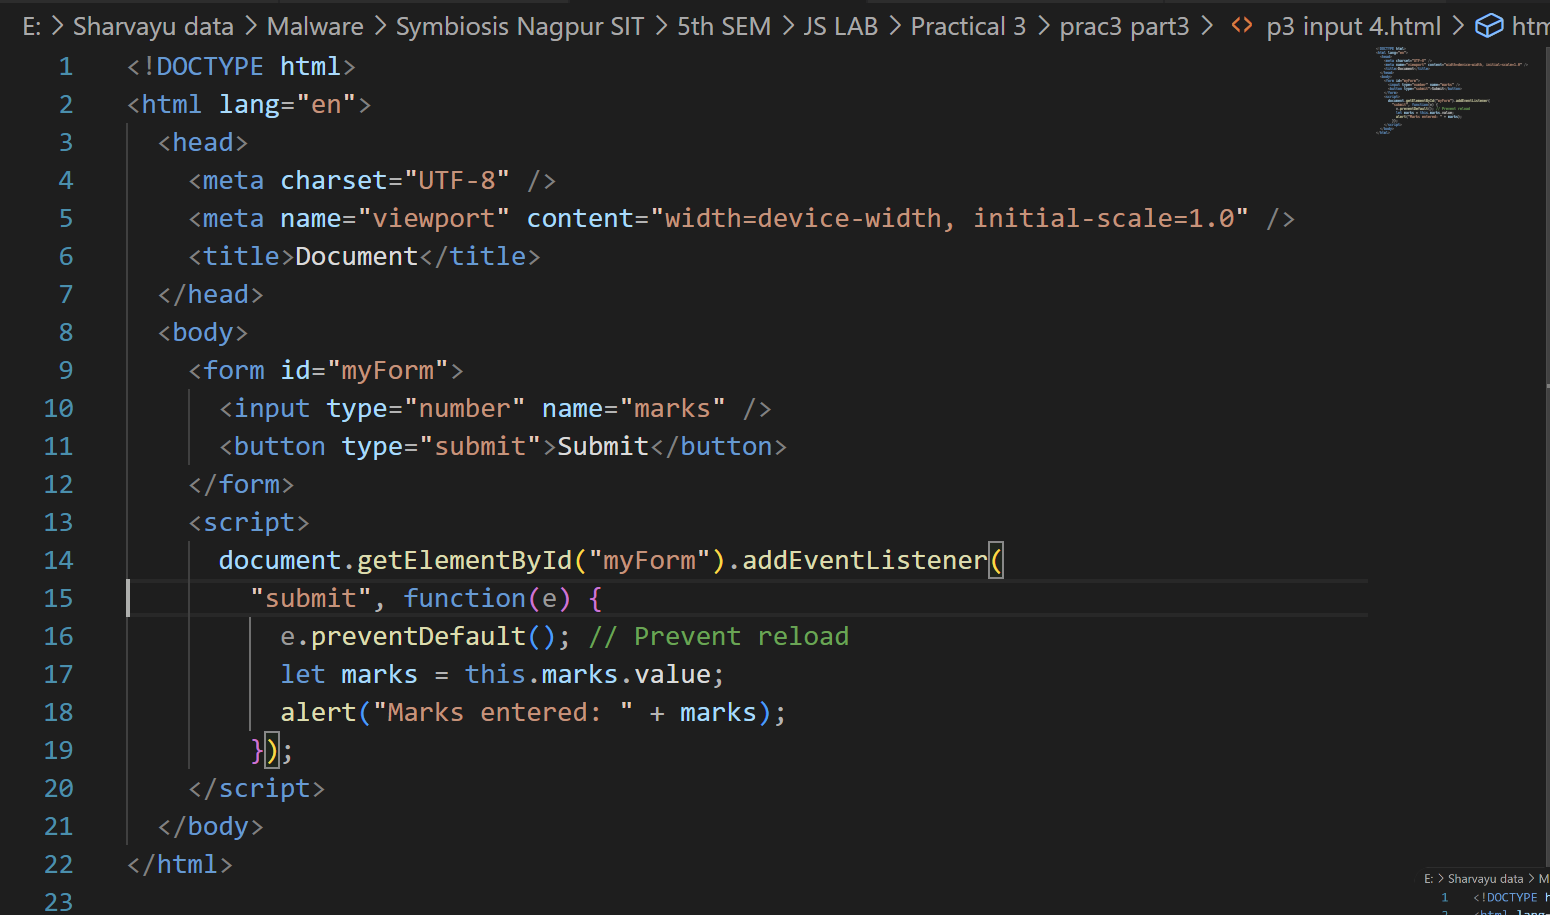 E: > Sharvayu data > Malware > Symbiosis Nagpur SIT > 5th SEM > JS LAB > Practical 3 > prac3 part3 > <> p3 input 4.html >
1 <!DOCTYPE html>
2 <html lang="en">
3 <head>
4 <meta charset="UTF-8" />
5 <meta name="viewport" content="width=device-width, initial-scale=1.0" />
6 <title>Document</title>
7 </head>
8 <body>
9 <form id="myForm">
10 <input type="number" name="marks" />
11 <button type="submit">Submit</button>
12 </form>
13 <script>
14 document.getElementById("myForm").addEventListener(
15 "submit", function(e) {
16 e.preventDefault(); // Prevent reload
17 let marks = this.marks.value;
18 alert("Marks entered: " + marks);
19 });
20 </script>
21 </body>
22 </html>
23
E: > Sharvayu data > M
1 <!DOCTYPE h